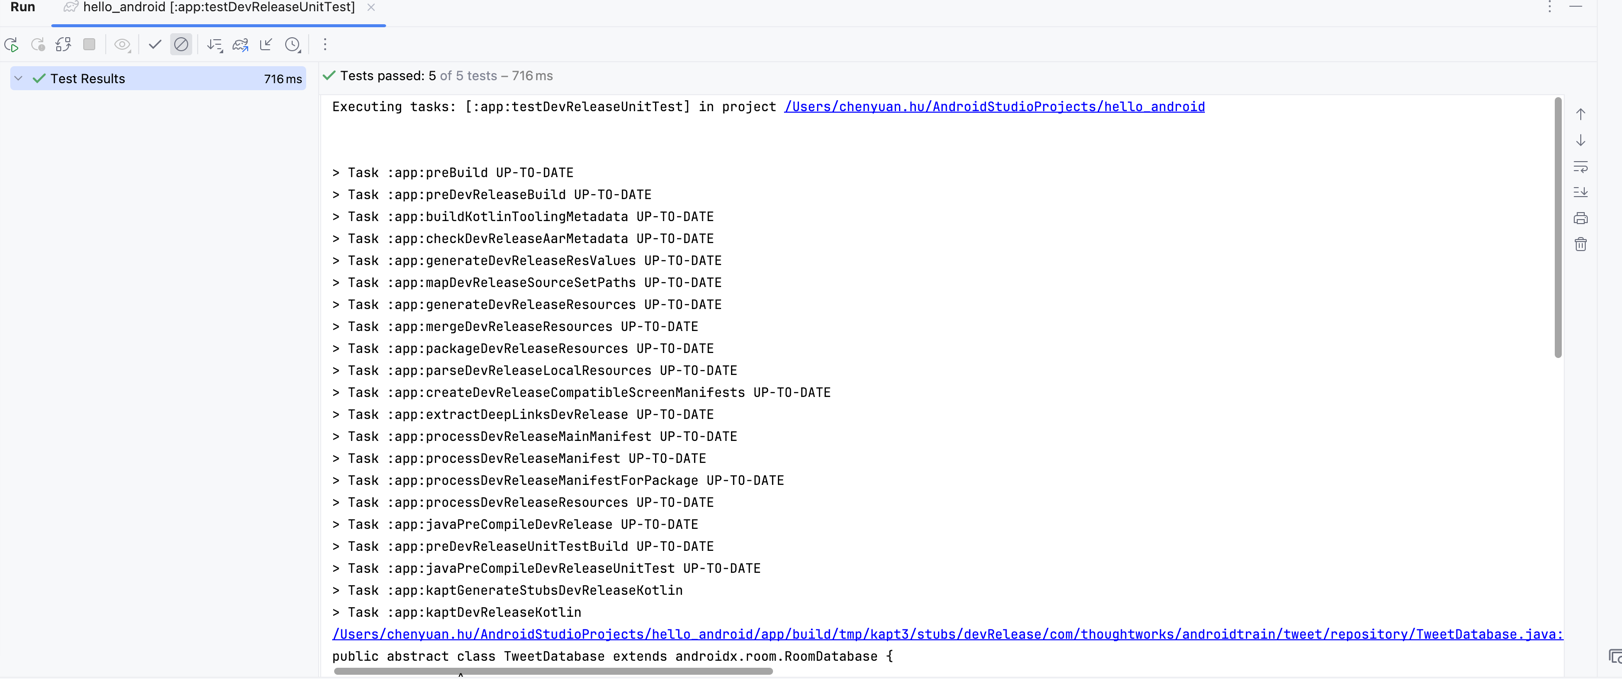 Run hello_android [:app:testDevReleaseUnitTest]
Test Results 716 ms
Tests passed: 5 of 5 tests – 716 ms
Executing tasks: [:app:testDevReleaseUnitTest] in project /Users/chenyuan.hu/AndroidStudioProjects/hello_android
> Task :app:preBuild UP-TO-DATE
> Task :app:preDevReleaseBuild UP-TO-DATE
> Task :app:buildKotlinToolingMetadata UP-TO-DATE
> Task :app:checkDevReleaseAarMetadata UP-TO-DATE
> Task :app:generateDevReleaseResValues UP-TO-DATE
> Task :app:mapDevReleaseSourceSetPaths UP-TO-DATE
> Task :app:generateDevReleaseResources UP-TO-DATE
> Task :app:mergeDevReleaseResources UP-TO-DATE
> Task :app:packageDevReleaseResources UP-TO-DATE
> Task :app:parseDevReleaseLocalResources UP-TO-DATE
> Task :app:createDevReleaseCompatibleScreenManifests UP-TO-DATE
> Task :app:extractDeepLinksDevRelease UP-TO-DATE
> Task :app:processDevReleaseMainManifest UP-TO-DATE
> Task :app:processDevReleaseManifest UP-TO-DATE
> Task :app:processDevReleaseManifestForPackage UP-TO-DATE
> Task :app:processDevReleaseResources UP-TO-DATE
> Task :app:javaPreCompileDevRelease UP-TO-DATE
> Task :app:preDevReleaseUnitTestBuild UP-TO-DATE
> Task :app:javaPreCompileDevReleaseUnitTest UP-TO-DATE
> Task :app:kaptGenerateStubsDevReleaseKotlin
> Task :app:kaptDevReleaseKotlin
/Users/chenyuan.hu/AndroidStudioProjects/hello_android/app/build/tmp/kapt3/stubs/devRelease/com/thoughtworks/androidtrain/tweet/repository/TweetDatabase.java:
public abstract class TweetDatabase extends androidx.room.RoomDatabase {
^